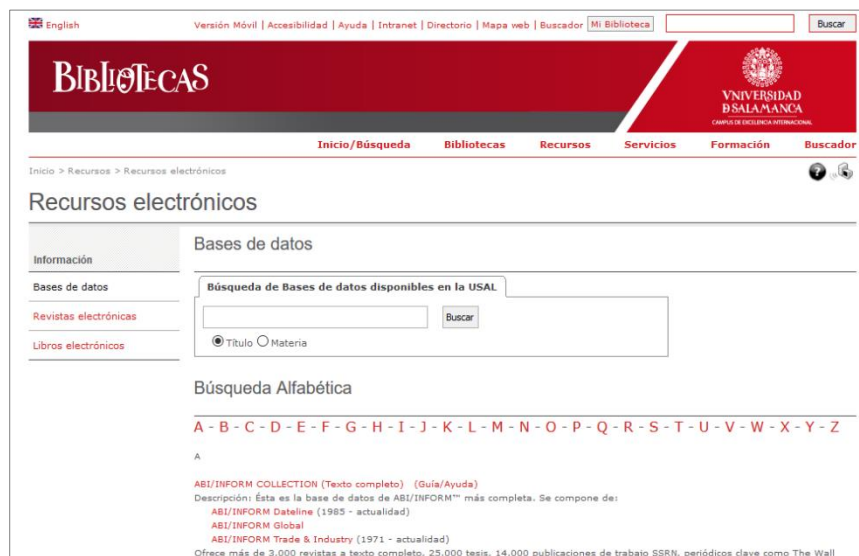 English Versión Móvil | Accesibilidad | Ayuda | Intranet | Directorio | Mapa web | Buscador Mi Biblioteca Buscar
BIBLIOTECAS
VNIVERSIDAD
D SALAMANCA
CAMPUS DE EXCELENCIA INTERNACIONAL
Inicio/Búsqueda Bibliotecas Recursos Servicios Formación Buscador
Inicio > Recursos > Recursos electrónicos
Recursos electrónicos
Información
Bases de datos
Revistas electrónicas
Libros electrónicos
Bases de datos
Búsqueda de Bases de datos disponibles en la USAL
Buscar
Título Materia
Búsqueda Alfabética
A - B - C - D - E - F - G - H - I - J - K - L - M - N - O - P - Q - R - S - T - U - V - W - X - Y - Z
A
ABI/INFORM COLLECTION (Texto completo) (Guía/Ayuda)
Descripción: Ésta es la base de datos de ABI/INFORM™ más completa. Se compone de:
ABI/INFORM Dateline (1985 - actualidad)
ABI/INFORM Global
ABI/INFORM Trade & Industry (1971 - actualidad)
Ofrece más de 3.000 revistas a texto completo, 25.000 tesis, 14.000 publicaciones de trabajo SSRN, periódicos clave como The Wall